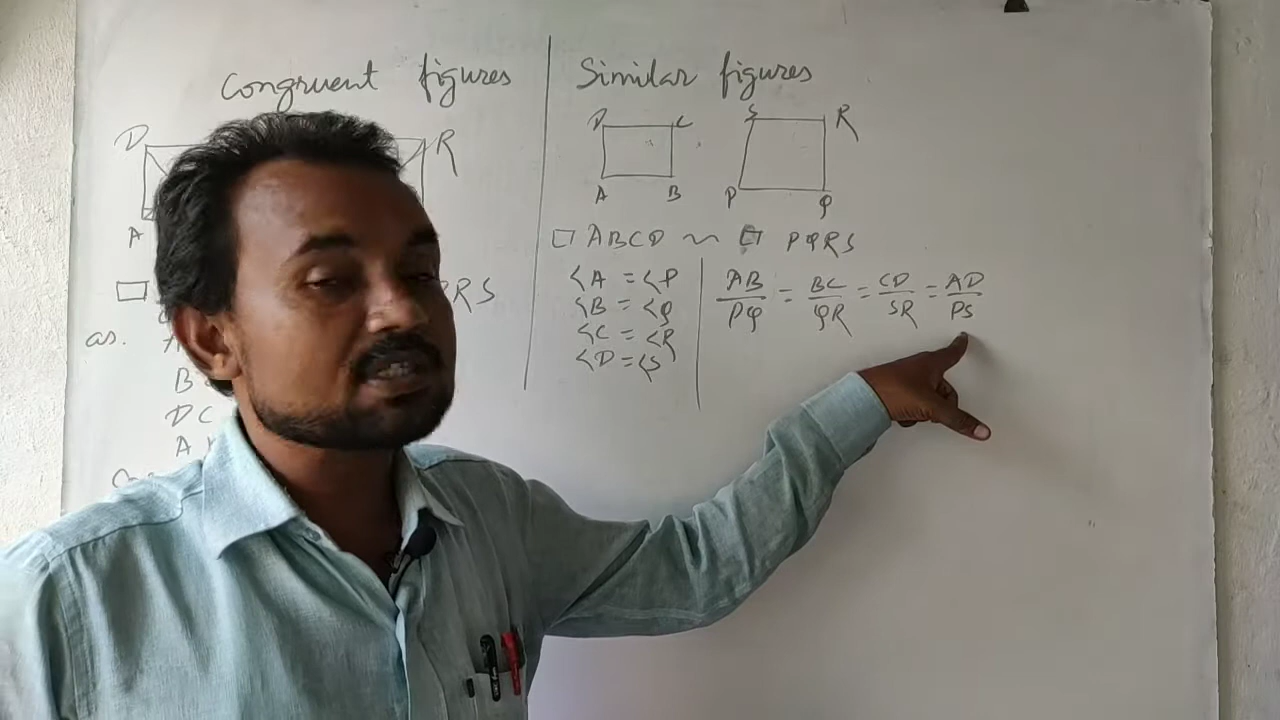 Congruent figures
D R
A
□
RS
as.
B
DC
A
Similar figures
D C S R
A B P Q
□ ABCD ~ □ PQRS
<A = <P
<B = <Q
<C = <R
<D = <S
AB/PQ = BC/QR = CD/SR = AD/PS